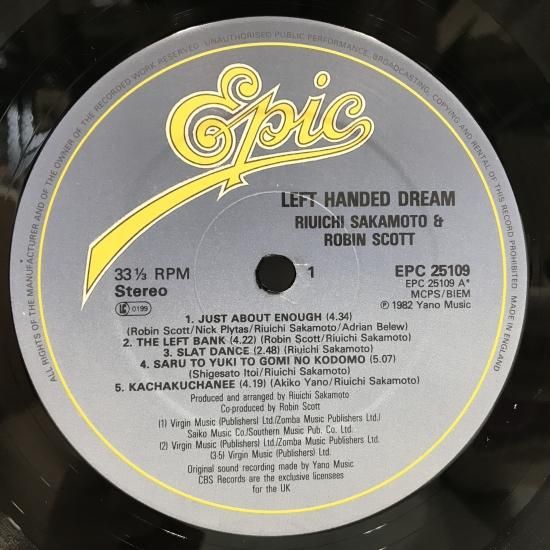 ALL RIGHTS OF THE MANUFACTURER AND OF THE OWNER OF THE RECORDED WORK RESERVED. UNAUTHORISED PUBLIC PERFORMANCE, BROADCASTING, COPYING AND RENTAL OF THIS RECORD PROHIBITED. MADE IN ENGLAND.
Epic
LEFT HANDED DREAM
RIUICHI SAKAMOTO &
ROBIN SCOTT
33⅓ RPM
Stereo
LC 0199
1
EPC 25109
EPC 25109 A*
MCPS/BIEM
℗ 1982 Yano Music
1. JUST ABOUT ENOUGH (4.34)
(Robin Scott/Nick Plytas/Riuichi Sakamoto/Adrian Belew)
2. THE LEFT BANK (4.22) (Robin Scott/Riuichi Sakamoto)
3. SLAT DANCE (2.48) (Riuichi Sakamoto)
4. SARU TO YUKI TO GOMI NO KODOMO (5.07)
(Shigesato Itoi/Riuichi Sakamoto)
5. KACHAKUCHANEE (4.19) (Akiko Yano/Riuichi Sakamoto)
Produced and arranged by Riuichi Sakamoto
Co-produced by Robin Scott
(1) Virgin Music (Publishers) Ltd/Zomba Music Publishers Ltd./
Saiko Music Co/Southern Music Pub. Co. Ltd.
(2) Virgin Music (Publishers) Ltd/Zomba Music Publishers Ltd.
(3-5) Virgin Music (Publishers) Ltd.
Original sound recording made by Yano Music
CBS Records are the exclusive licensees
for the UK